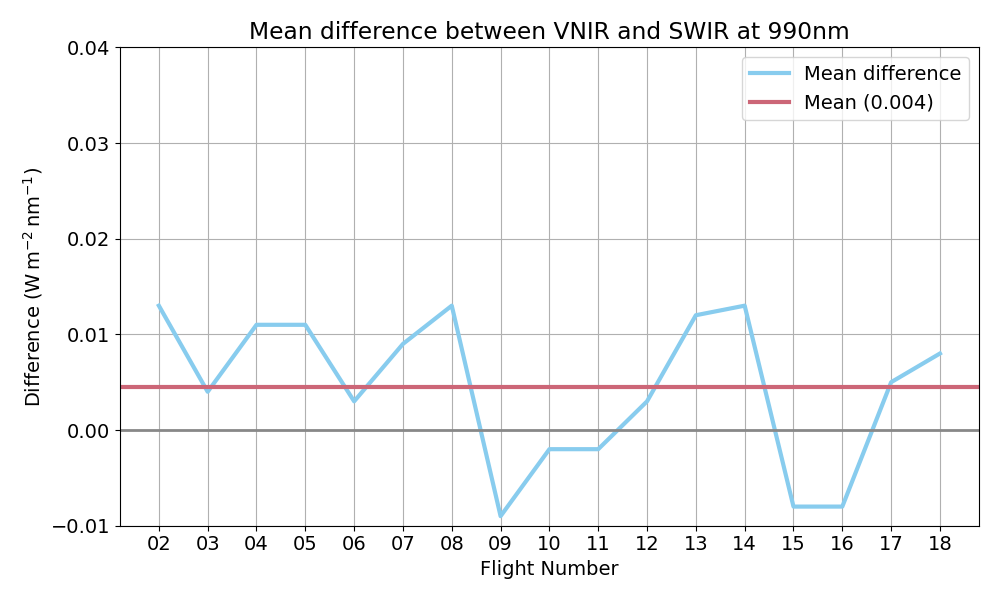 Mean difference between VNIR and SWIR at 990nm
Mean difference
Mean (0.004)
Difference (W m⁻² nm⁻¹)
0.04
0.03
0.02
0.01
0.00
−0.01
02 03 04 05 06 07 08 09 10 11 12 13 14 15 16 17 18
Flight Number